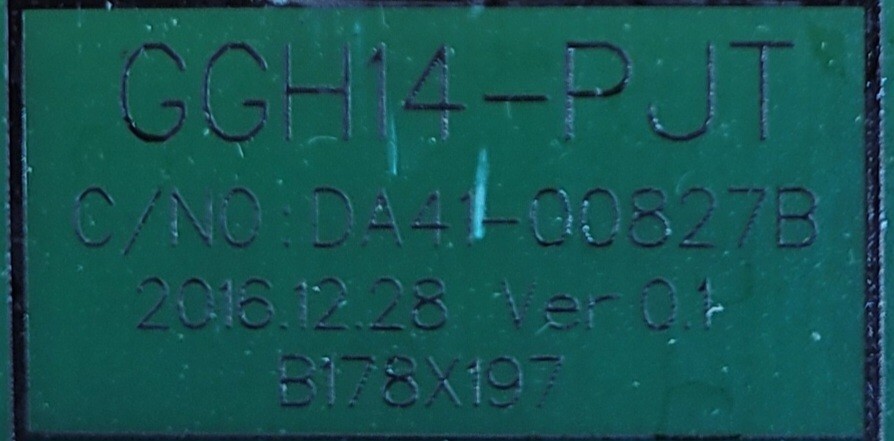 GGH14-PJT
C/NO:DA41-00827B
2016.12.28 Ver 0.1
B178X197